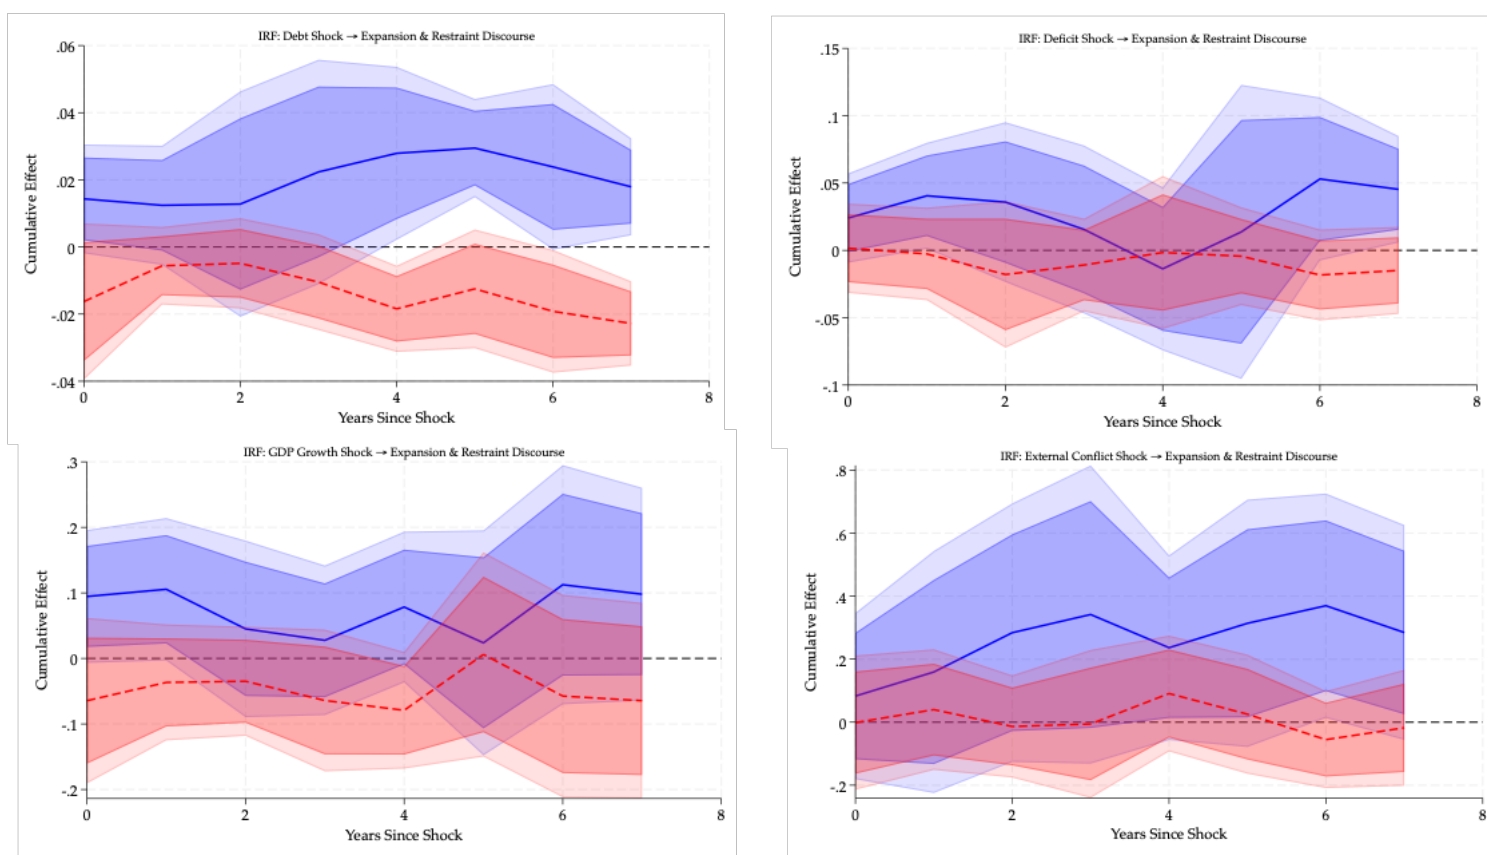 IRF: Debt Shock → Expansion & Restraint Discourse
.06
.04
.02
0
-.02
-.04
Cumulative Effect
0 2 4 6 8
Years Since Shock
IRF: Deficit Shock → Expansion & Restraint Discourse
.15
.1
.05
0
-.05
-.1
Cumulative Effect
0 2 4 6 8
Years Since Shock
IRF: GDP Growth Shock → Expansion & Restraint Discourse
.3
.2
.1
0
-.1
-.2
Cumulative Effect
0 2 4 6 8
Years Since Shock
IRF: External Conflict Shock → Expansion & Restraint Discourse
.8
.6
.4
.2
0
-.2
Cumulative Effect
0 2 4 6 8
Years Since Shock